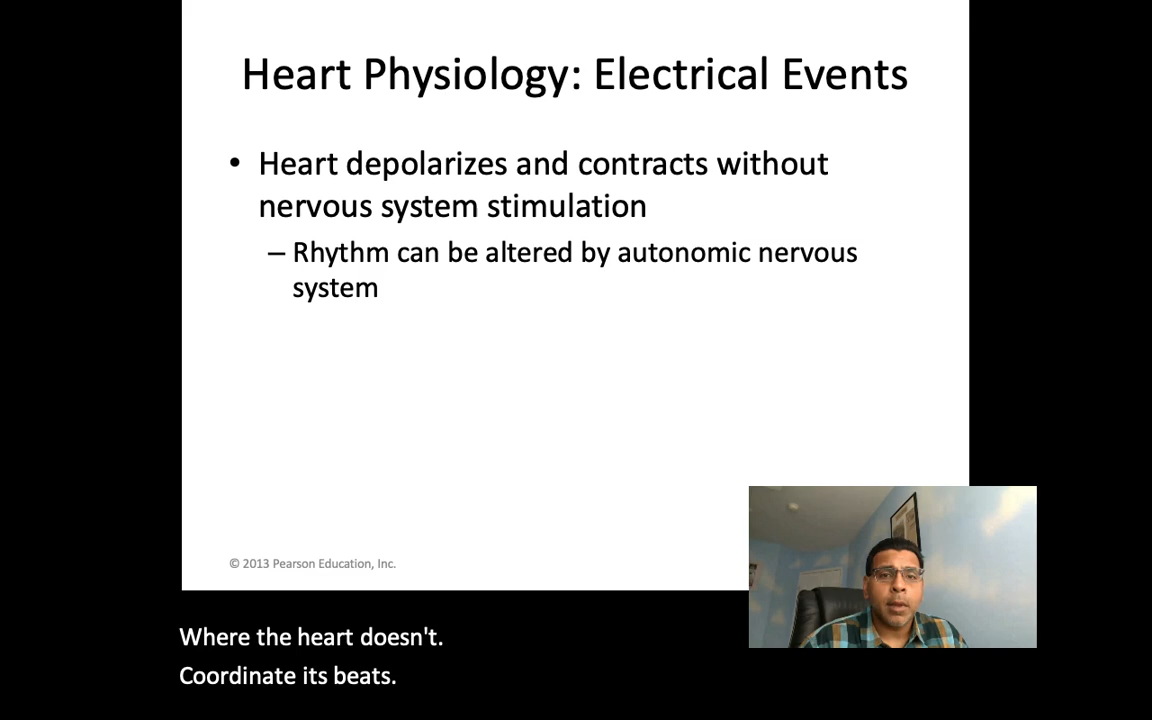 Heart Physiology: Electrical Events
• Heart depolarizes and contracts without
nervous system stimulation
– Rhythm can be altered by autonomic nervous
system
© 2013 Pearson Education, Inc.
Where the heart doesn't.
Coordinate its beats.